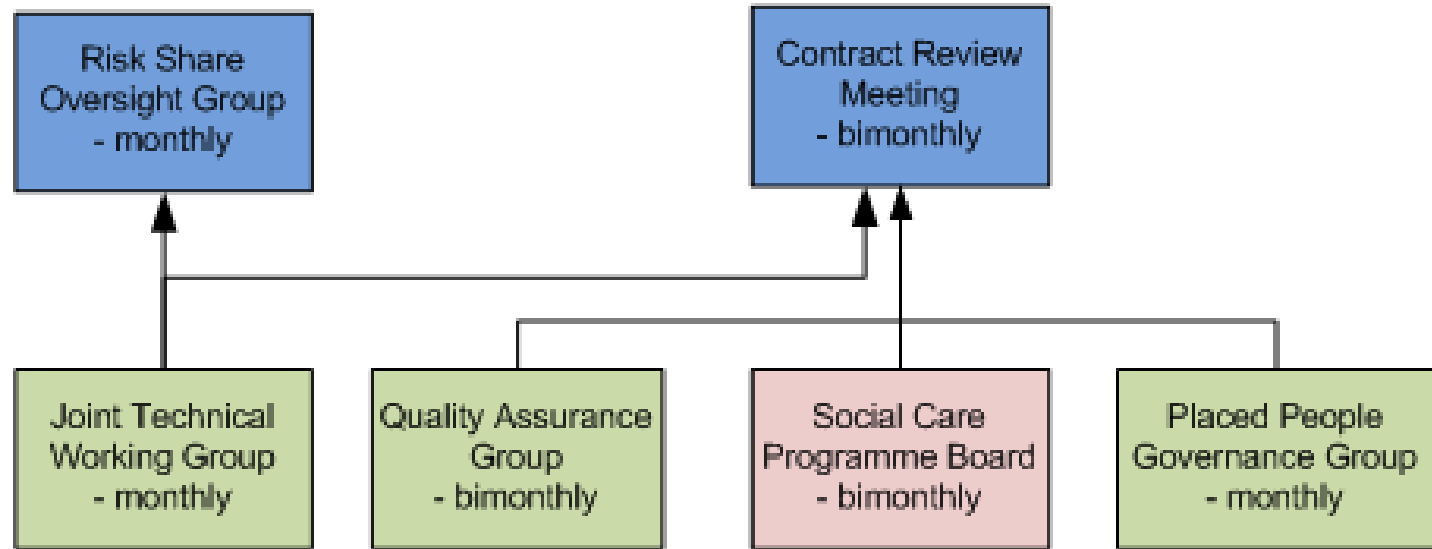 Risk Share
Oversight Group
- monthly
Contract Review
Meeting
- bimonthly
Joint Technical
Working Group
- monthly
Quality Assurance
Group
- bimonthly
Social Care
Programme Board
- bimonthly
Placed People
Governance Group
- monthly